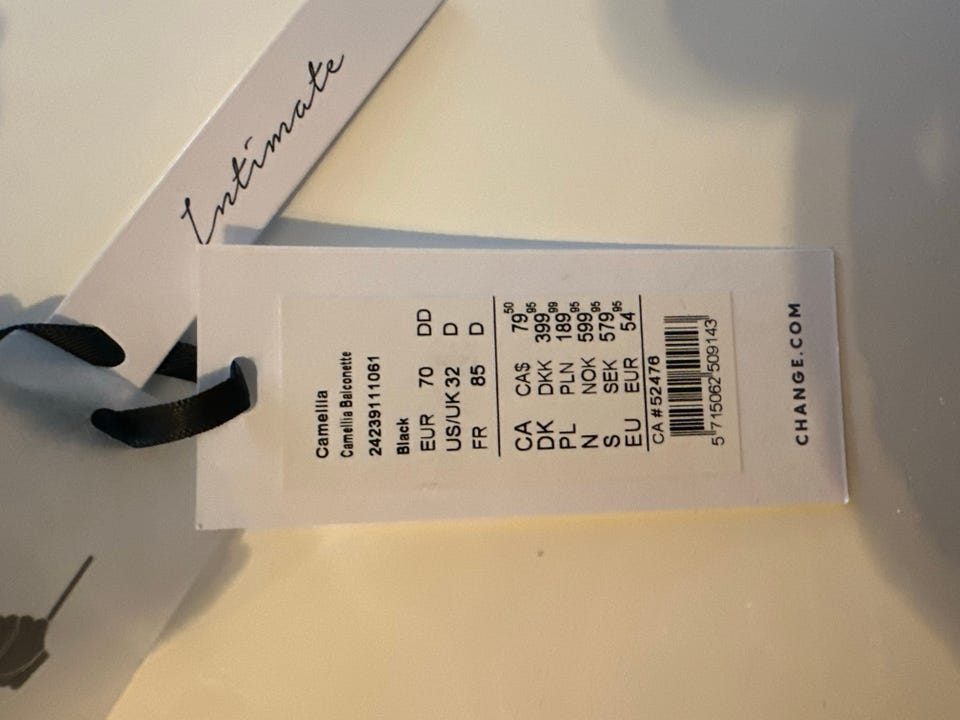 Intimate
Camellia
Camellia Balconette
24239111061
Black
EUR 70 DD
US/UK 32 D
FR 85 D
CA CA$ 79 50
DK DKK 399 95
PL PLN 189 99
N NOK 599 95
S SEK 579 95
EU EUR 54 95
CA #52476
5 715062 509143
CHANGE.COM